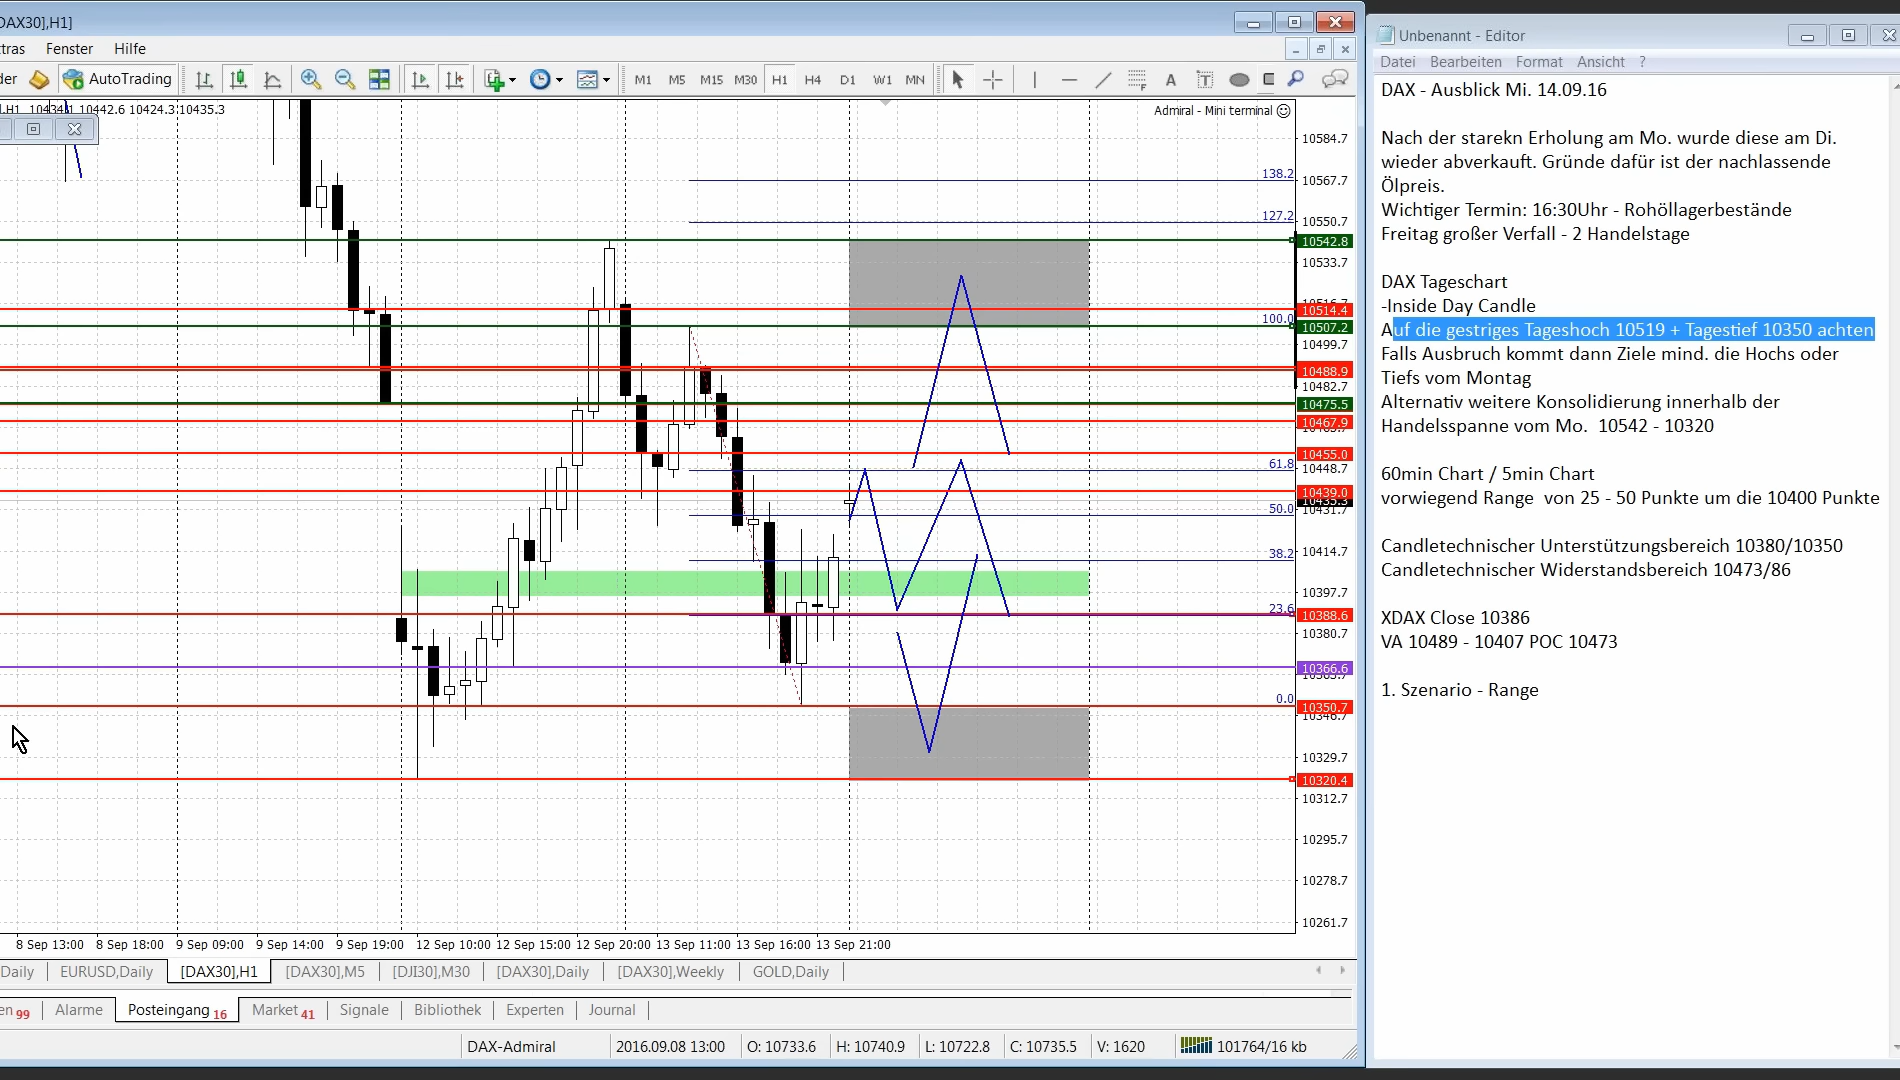 DAX30],H1]
Unbenannt - Editor
tras Fenster Hilfe
Datei Bearbeiten Format Ansicht ?
der AutoTrading M1 M5 M15 M30 H1 H4 D1 W1 MN A T
10442.6 10424.3 10435.3
Admiral - Mini terminal
10584.7
138.2
10567.7
127.2
10550.7
10542.8
10533.7
10514.4
100.0
10507.2
10499.7
10488.9
10482.7
10475.5
10467.9
10455.0
61.8
10448.7
10439.0
50.0
10431.7
10414.7
38.2
10397.7
23.6
10388.6
10380.7
10366.6
0.0
10350.7
10346.7
10329.7
10320.4
10312.7
10295.7
10278.7
10261.7
8 Sep 13:00 8 Sep 18:00 9 Sep 09:00 9 Sep 14:00 9 Sep 19:00 12 Sep 10:00 12 Sep 15:00 12 Sep 20:00 13 Sep 11:00 13 Sep 16:00 13 Sep 21:00
Daily EURUSD,Daily [DAX30],H1 [DAX30],M5 [DJI30],M30 [DAX30],Daily [DAX30],Weekly GOLD,Daily
en 99 Alarme Posteingang 16 Market 41 Signale Bibliothek Experten Journal
DAX-Admiral 2016.09.08 13:00 O: 10733.6 H: 10740.9 L: 10722.8 C: 10735.5 V: 1620 101764/16 kb
DAX - Ausblick Mi. 14.09.16
Nach der starekn Erholung am Mo. wurde diese am Di.
wieder abverkauft. Gründe dafür ist der nachlassende
Ölpreis.
Wichtiger Termin: 16:30Uhr - Rohöllagerbestände
Freitag großer Verfall - 2 Handelstage
DAX Tageschart
-Inside Day Candle
Auf die gestriges Tageshoch 10519 + Tagestief 10350 achten
Falls Ausbruch kommt dann Ziele mind. die Hochs oder
Tiefs vom Montag
Alternativ weitere Konsolidierung innerhalb der
Handelsspanne vom Mo.  10542 - 10320
60min Chart / 5min Chart
vorwiegend Range  von 25 - 50 Punkte um die 10400 Punkte
Candletechnischer Unterstützungsbereich 10380/10350
Candletechnischer Widerstandsbereich 10473/86
XDAX Close 10386
VA 10489 - 10407 POC 10473
1. Szenario - Range